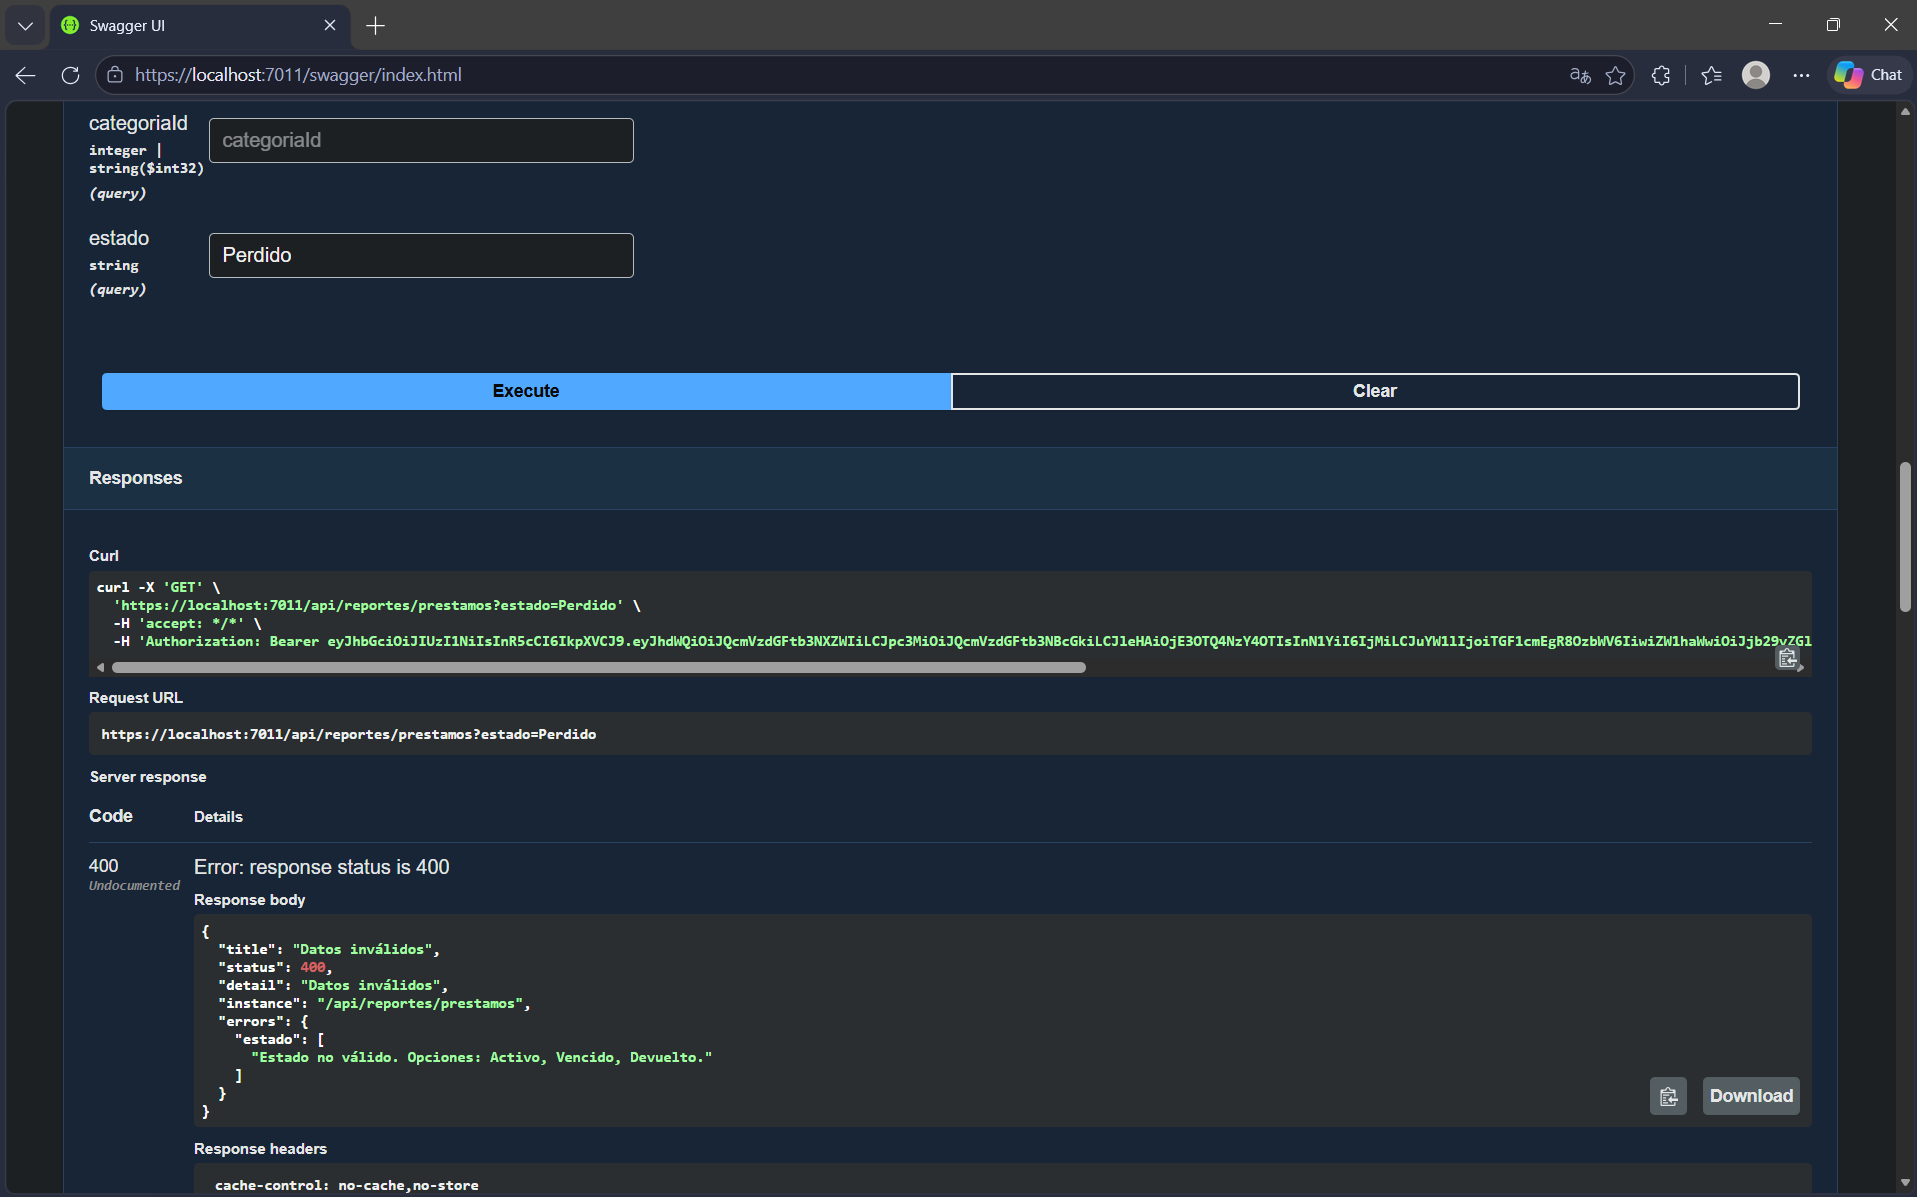 Swagger UI
https://localhost:7011/swagger/index.html
Chat
categoriaId
integer |
string($int32)
(query)
categoriaId
estado
string
(query)
Perdido
Execute
Clear
Responses
Curl
curl -X 'GET' \
'https://localhost:7011/api/reportes/prestamos?estado=Perdido' \
-H 'accept: */*' \
-H 'Authorization: Bearer
Request URL
https://localhost:7011/api/reportes/prestamos?estado=Perdido
Server response
Code
Details
400
Undocumented
Error: response status is 400
Response body
{
"title": "Datos inválidos",
"status": 400,
"detail": "Datos inválidos",
"instance": "/api/reportes/prestamos",
"errors": {
"estado": [
"Estado no válido. Opciones: Activo, Vencido, Devuelto."
]
}
}
Download
Response headers
cache-control: no-cache,no-store